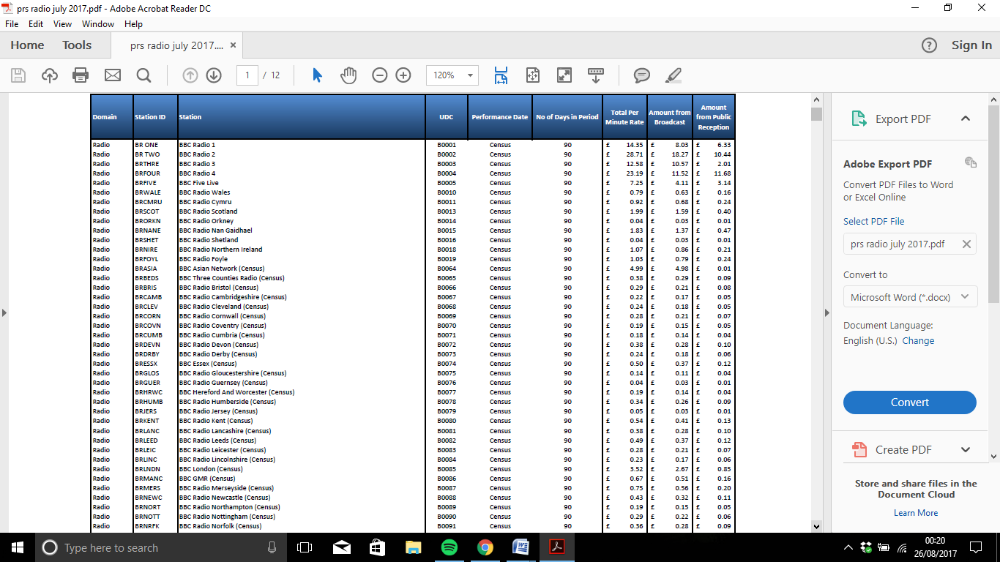 prs radio july 2017.pdf - Adobe Acrobat Reader DC
File Edit View Window Help
Home Tools prs radio july 2017.... × ? Sign In
1 / 12 120%
Domain Station ID Station UDC Performance Date No of Days in Period Total Per Minute Rate Amount from Broadcast Amount from Public Reception
Radio BR ONE BBC Radio 1 B0001 Census 90 £ 14.35 £ 8.03 £ 6.33
Radio BR TWO BBC Radio 2 B0002 Census 90 £ 28.71 £ 18.27 £ 10.44
Radio BRTHRE BBC Radio 3 B0003 Census 90 £ 12.58 £ 10.57 £ 2.01
Radio BRFOUR BBC Radio 4 B0004 Census 90 £ 23.19 £ 11.52 £ 11.68
Radio BRFIVE BBC Five Live B0005 Census 90 £ 7.25 £ 4.11 £ 3.14
Radio BRWALE BBC Radio Wales B0010 Census 90 £ 0.79 £ 0.63 £ 0.16
Radio BRCMRU BBC Radio Cymru B0011 Census 90 £ 0.92 £ 0.68 £ 0.24
Radio BRSCOT BBC Radio Scotland B0013 Census 90 £ 1.99 £ 1.59 £ 0.40
Radio BRORKN BBC Radio Orkney B0014 Census 90 £ 0.04 £ 0.03 £ 0.01
Radio BRNANE BBC Radio Nan Gaidhael B0015 Census 90 £ 1.83 £ 1.37 £ 0.47
Radio BRSHET BBC Radio Shetland B0016 Census 90 £ 0.04 £ 0.03 £ 0.01
Radio BRNIRE BBC Radio Northern Ireland B0018 Census 90 £ 1.07 £ 0.86 £ 0.21
Radio BRFOYL BBC Radio Foyle B0019 Census 90 £ 1.03 £ 0.79 £ 0.24
Radio BRASIA BBC Asian Network (Census) B0064 Census 90 £ 4.99 £ 4.98 £ 0.01
Radio BRBEDS BBC Three Counties Radio (Census) B0065 Census 90 £ 0.38 £ 0.29 £ 0.09
Radio BRBRIS BBC Radio Bristol (Census) B0066 Census 90 £ 0.29 £ 0.21 £ 0.08
Radio BRCAMB BBC Radio Cambridgeshire (Census) B0067 Census 90 £ 0.22 £ 0.17 £ 0.05
Radio BRCLEV BBC Radio Cleveland (Census) B0068 Census 90 £ 0.24 £ 0.18 £ 0.05
Radio BRCORN BBC Radio Cornwall (Census) B0069 Census 90 £ 0.28 £ 0.21 £ 0.07
Radio BRCOVN BBC Radio Coventry (Census) B0070 Census 90 £ 0.19 £ 0.15 £ 0.05
Radio BRCUMB BBC Radio Cumbria (Census) B0071 Census 90 £ 0.18 £ 0.14 £ 0.04
Radio BRDEVN BBC Radio Devon (Census) B0072 Census 90 £ 0.38 £ 0.28 £ 0.10
Radio BRDRBY BBC Radio Derby (Census) B0073 Census 90 £ 0.24 £ 0.18 £ 0.06
Radio BRESSX BBC Essex (Census) B0074 Census 90 £ 0.50 £ 0.37 £ 0.12
Radio BRGLOS BBC Radio Gloucestershire (Census) B0075 Census 90 £ 0.14 £ 0.11 £ 0.04
Radio BRGUER BBC Radio Guernsey (Census) B0076 Census 90 £ 0.04 £ 0.03 £ 0.01
Radio BRHRWC BBC Hereford And Worcester (Census) B0077 Census 90 £ 0.19 £ 0.14 £ 0.04
Radio BRHUMB BBC Radio Humberside (Census) B0078 Census 90 £ 0.34 £ 0.26 £ 0.09
Radio BRJERS BBC Radio Jersey (Census) B0079 Census 90 £ 0.05 £ 0.03 £ 0.01
Radio BRKENT BBC Radio Kent (Census) B0080 Census 90 £ 0.54 £ 0.41 £ 0.13
Radio BRLANC BBC Radio Lancashire (Census) B0081 Census 90 £ 0.38 £ 0.28 £ 0.10
Radio BRLEED BBC Radio Leeds (Census) B0082 Census 90 £ 0.49 £ 0.37 £ 0.12
Radio BRLEIC BBC Radio Leicester (Census) B0083 Census 90 £ 0.28 £ 0.21 £ 0.07
Radio BRLINC BBC Radio Lincolnshire (Census) B0084 Census 90 £ 0.23 £ 0.17 £ 0.06
Radio BRLNDN BBC London (Census) B0085 Census 90 £ 3.52 £ 2.67 £ 0.85
Radio BRMANC BBC GMR (Census) B0086 Census 90 £ 0.67 £ 0.51 £ 0.16
Radio BRMERS BBC Radio Merseyside (Census) B0087 Census 90 £ 0.75 £ 0.56 £ 0.20
Radio BRNEWC BBC Radio Newcastle (Census) B0088 Census 90 £ 0.43 £ 0.32 £ 0.11
Radio BRNORT BBC Radio Northampton (Census) B0089 Census 90 £ 0.19 £ 0.15 £ 0.05
Radio BRNOTT BBC Radio Nottingham (Census) B0090 Census 90 £ 0.29 £ 0.22 £ 0.06
Radio BRNRFK BBC Radio Norfolk (Census) B0091 Census 90 £ 0.36 £ 0.28 £ 0.09
Export PDF
Adobe Export PDF
Convert PDF Files to Word
or Excel Online
Select PDF File
prs radio july 2017.pdf
Convert to
Microsoft Word (*.docx)
Document Language:
English (U.S.) Change
Convert
Create PDF
Store and share files in the
Document Cloud
Learn More
Type here to search
00:20
26/08/2017